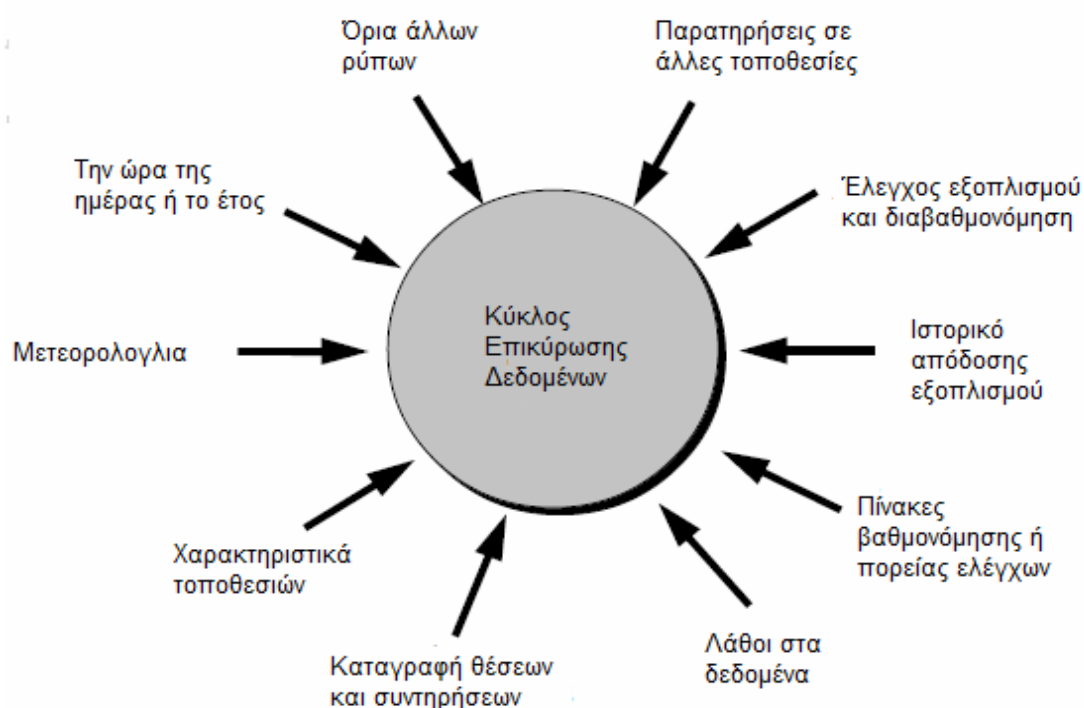 Όρια άλλων
ρύπων
Παρατηρήσεις σε
άλλες τοποθεσίες
Την ώρα της
ημέρας ή το έτος
Έλεγχος εξοπλισμού
και διαβαθμονόμηση
Κύκλος
Επικύρωσης
Δεδομένων
Μετεορολογλια
Ιστορικό
απόδοσης
εξοπλισμού
Χαρακτηριστικά
τοποθεσιών
Πίνακες
βαθμονόμησης ή
πορείας ελέγχων
Καταγραφή θέσεων
και συντηρήσεων
Λάθοι στα
δεδομένα